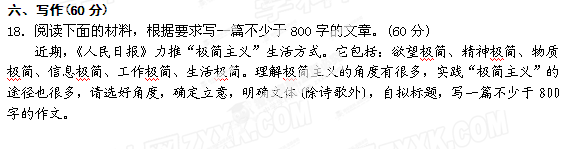 六、写作(60 分)
18. 阅读下面的材料，根据要求写一篇不少于 800 字的文章。(60 分)
近期，《人民日报》力推“极简主义”生活方式。它包括：欲望极简、精神极简、物质
极简、信息极简、工作极简、生活极简。理解极简主义的角度有很多，实践“极简主义”的
途径也很多，请选好角度，确定立意，明确文体(除诗歌外)，自拟标题，写一篇不少于 800
字的作文。